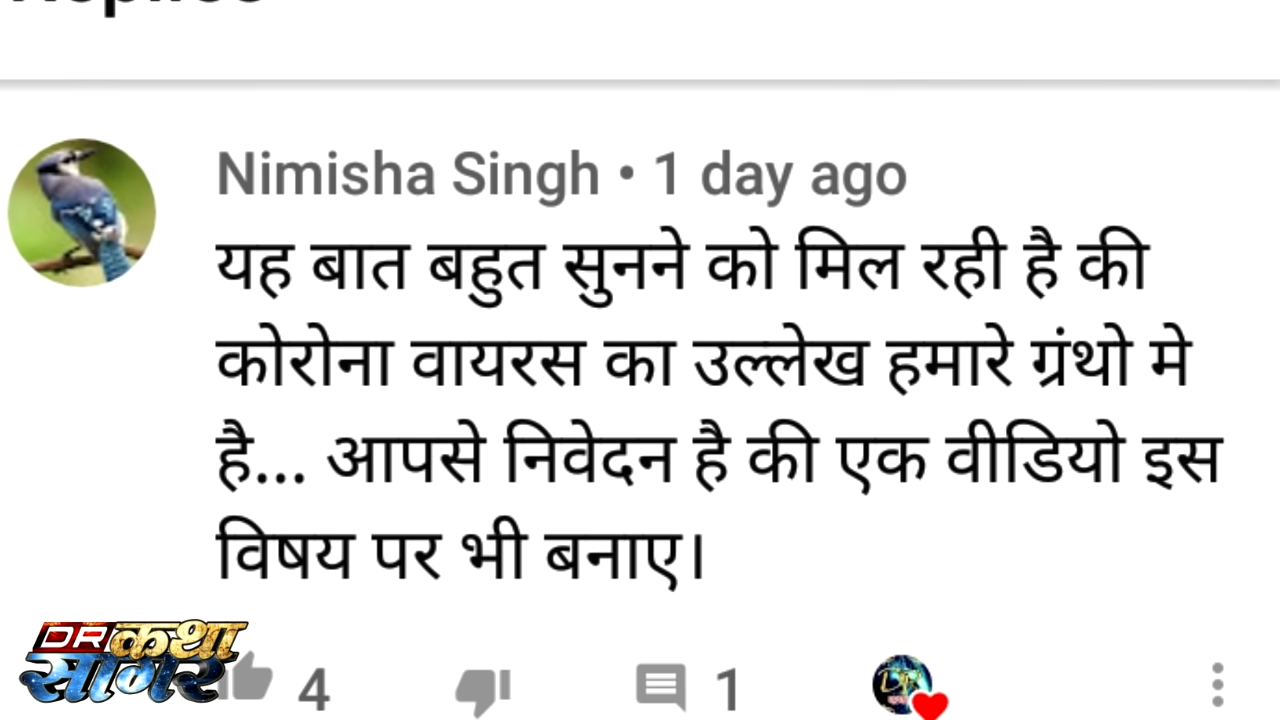 Nimisha Singh • 1 day ago
यह बात बहुत सुनने को मिल रही है की
कोरोना वायरस का उल्लेख हमारे ग्रंथो मे
है... आपसे निवेदन है की एक वीडियो इस
विषय पर भी बनाए।
DR कथा
सागर
4
1